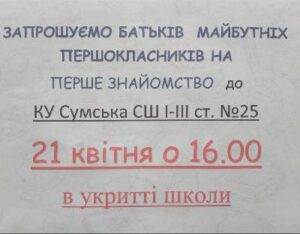 ЗАПРОШУЄМО БАТЬКІВ МАЙБУТНІХ
ПЕРШОКЛАСНИКІВ НА
ПЕРШЕ ЗНАЙОМСТВО до
КУ Сумська СШ І-ІІІ ст. №25
21 квітня о 16.00
в укритті школи